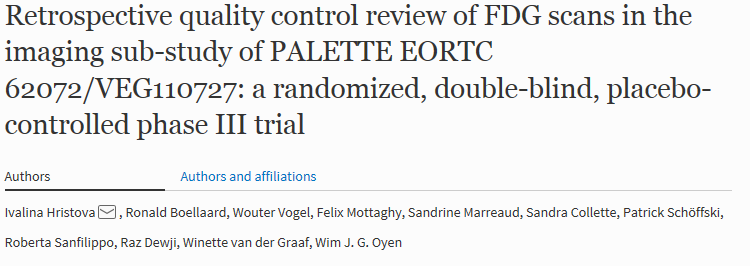 Retrospective quality control review of FDG scans in the
imaging sub-study of PALETTE EORTC
62072/VEG110727: a randomized, double-blind, placebo-
controlled phase III trial
Authors
Authors and affiliations
Ivalina Hristova , Ronald Boellaard, Wouter Vogel, Felix Mottaghy, Sandrine Marreaud, Sandra Collette, Patrick Schöffski,
Roberta Sanfilippo, Raz Dewji, Winette van der Graaf, Wim J. G. Oyen